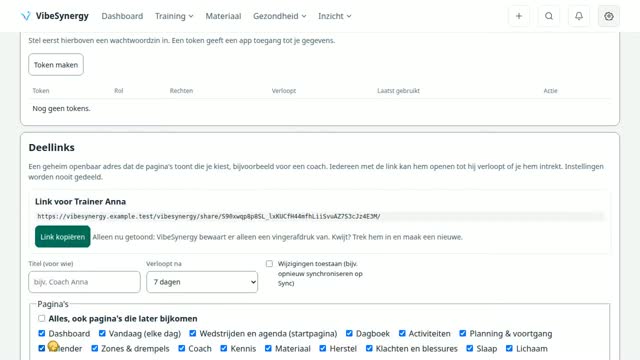 VibeSynergy Dashboard Training Materiaal Gezondheid Inzicht
Stel eerst hierboven een wachtwoordzin in. Een token geeft een app toegang tot je gegevens.
Token maken
Token Rol Rechten Verloopt Laatst gebruikt Actie
Nog geen tokens.
Deellinks
Een geheim openbaar adres dat de pagina's toont die je kiest, bijvoorbeeld voor een coach. Iedereen met de link kan hem openen tot hij verloopt of je hem intrekt. Instellingen
worden nooit gedeeld.
Link voor Trainer Anna
Link kopiëren Alleen nu getoond: VibeSynergy bewaart er alleen een vingerafdruk van. Kwijt? Trek hem in en maak een nieuwe.
Titel (voor wie) Verloopt na Wijzigingen toestaan (bijv.
opnieuw synchroniseren op
Sync)
bijv. Coach Anna 7 dagen
Pagina's
Alles, ook pagina's die later bijkomen
Dashboard Vandaag (elke dag) Wedstrijden en agenda (startpagina) Dagboek Activiteiten Planning & voortgang
Zones & drempels Coach Kennis Materiaal Herstel Klachten en blessures Slaap Lichaam